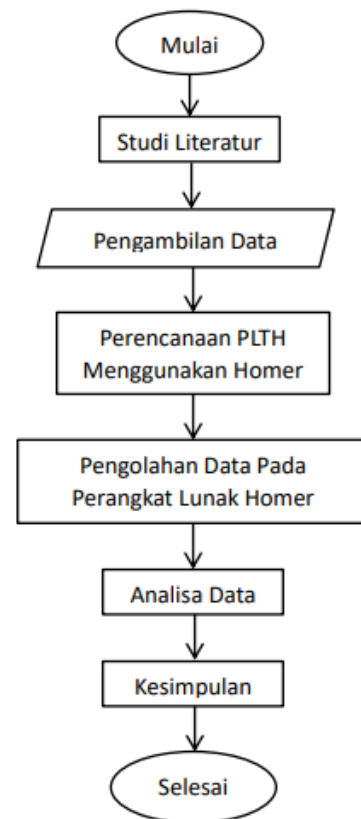 Mulai
Studi Literatur
Pengambilan Data
Perencanaan PLTH
Menggunakan Homer
Pengolahan Data Pada
Perangkat Lunak Homer
Analisa Data
Kesimpulan
Selesai